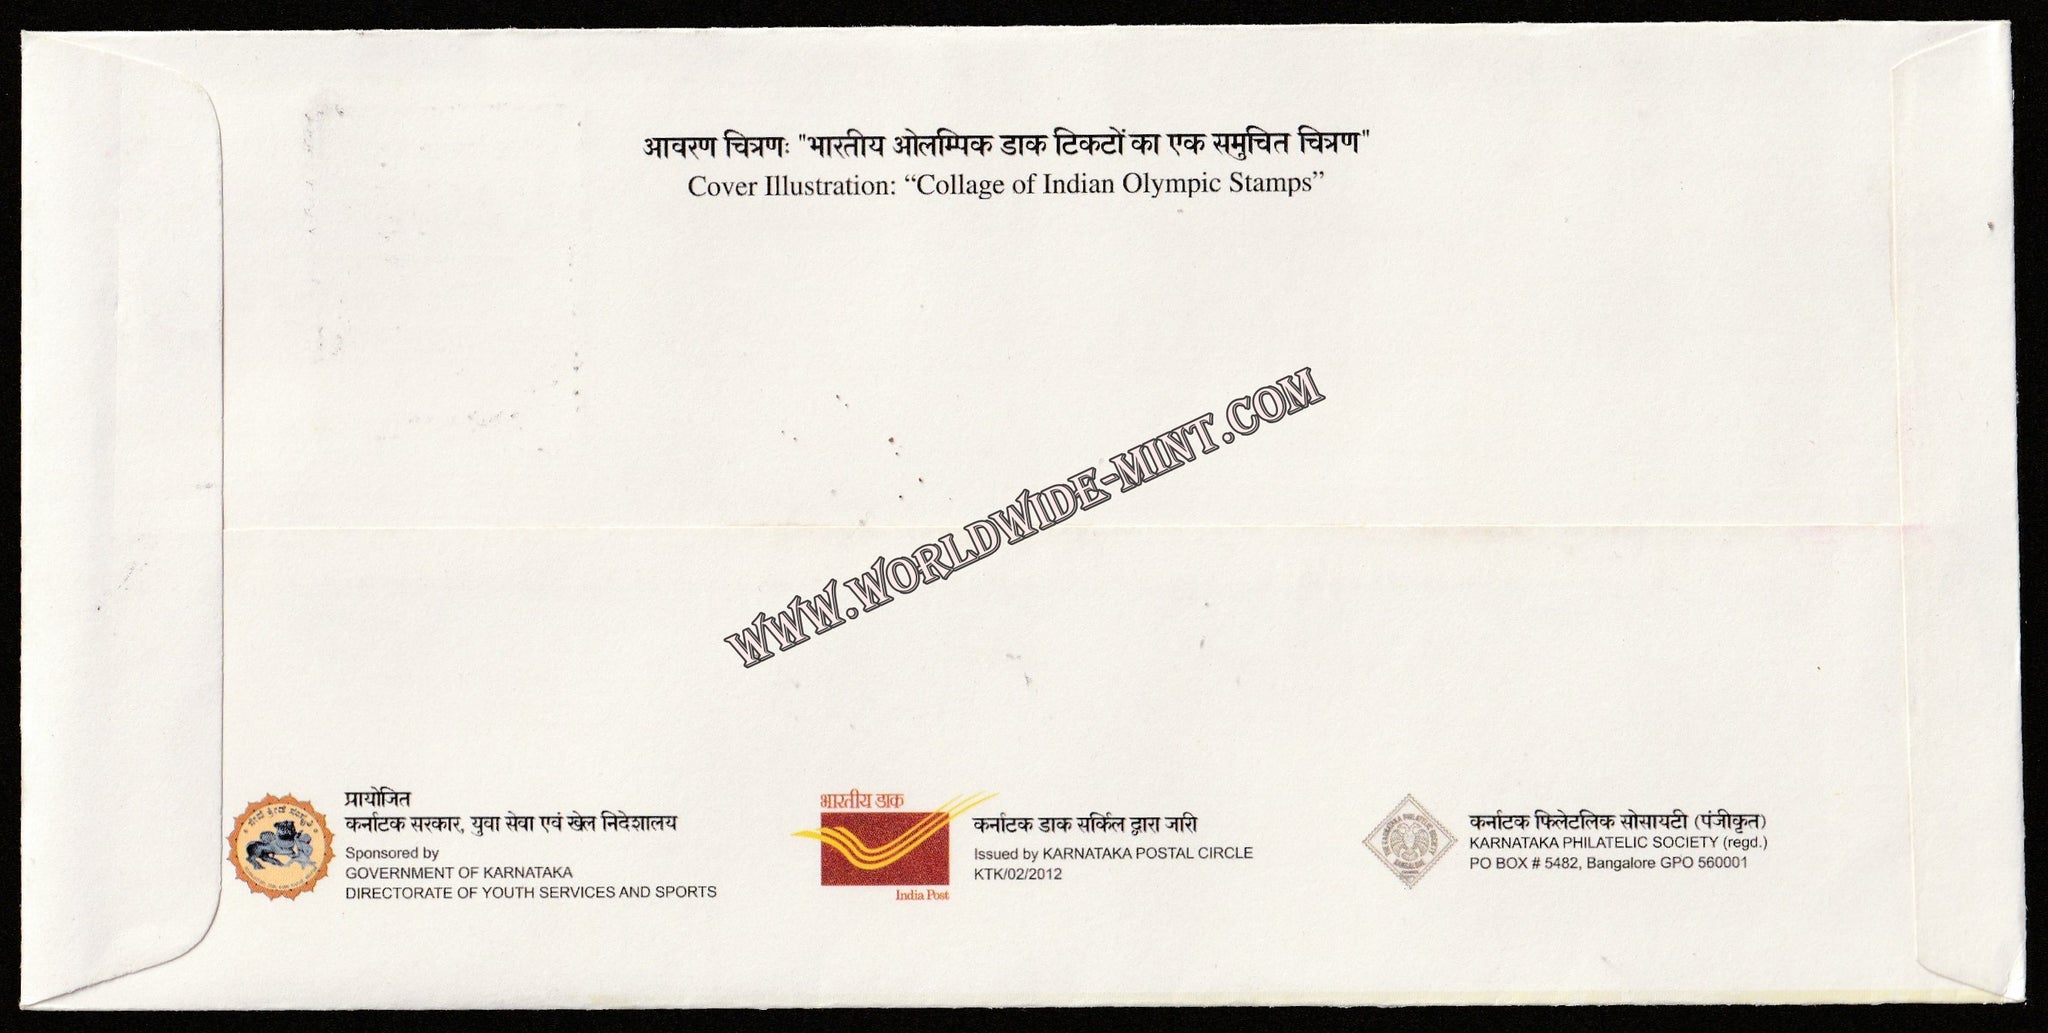 आवरण चित्रणः "भारतीय ओलम्पिक डाक टिकटों का एक समुचित चित्रण"
Cover Illustration: “Collage of Indian Olympic Stamps”
WWW.WORLDWIDE-MINT.COM
प्रायोजित
कर्नाटक सरकार, युवा सेवा एवं खेल निदेशालय
Sponsored by
GOVERNMENT OF KARNATAKA
DIRECTORATE OF YOUTH SERVICES AND SPORTS
भारतीय डाक
India Post
कर्नाटक डाक सर्किल द्वारा जारी
Issued by KARNATAKA POSTAL CIRCLE
KTK/02/2012
कर्नाटक फिलेटलिक सोसायटी (पंजीकृत)
KARNATAKA PHILATELIC SOCIETY (regd.)
PO BOX # 5482, Bangalore GPO 560001